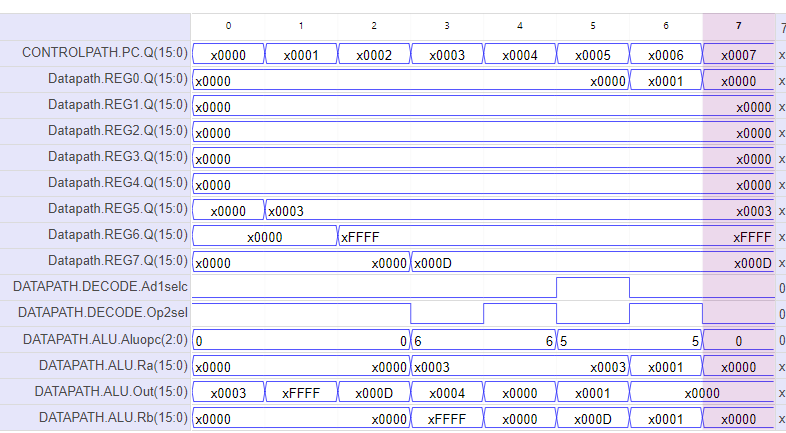 0 1 2 3 4 5 6 7 7
CONTROLPATH.PC.Q(15:0) x0000 x0001 x0002 x0003 x0004 x0005 x0006 x0007 x
Datapath.REG0.Q(15:0) x0000 x0000 x0001 x0000 x
Datapath.REG1.Q(15:0) x0000 x0000 x
Datapath.REG2.Q(15:0) x0000 x0000 x
Datapath.REG3.Q(15:0) x0000 x0000 x
Datapath.REG4.Q(15:0) x0000 x0000 x
Datapath.REG5.Q(15:0) x0000 x0003 x0003 x
Datapath.REG6.Q(15:0) x0000 xFFFF xFFFF x
Datapath.REG7.Q(15:0) x0000 x0000 x000D x000D x
DATAPATH.DECODE.Ad1selc 0
DATAPATH.DECODE.Op2sel 0
DATAPATH.ALU.Aluopc(2:0) 0 0 6 6 5 5 0 0
DATAPATH.ALU.Ra(15:0) x0000 x0000 x0003 x0003 x0001 x0000 x
DATAPATH.ALU.Out(15:0) x0003 xFFFF x000D x0004 x0000 x0001 x0000 x
DATAPATH.ALU.Rb(15:0) x0000 x0000 xFFFF x0000 x000D x0001 x0000 x